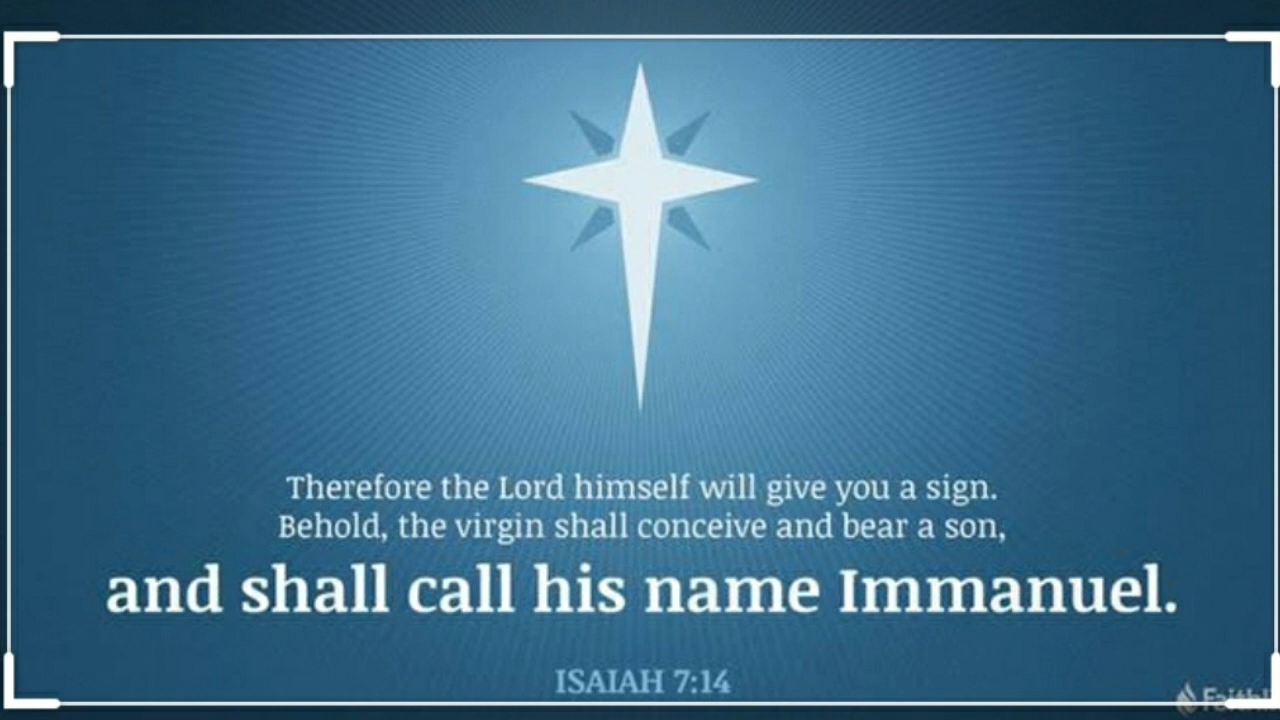 Therefore the Lord himself will give you a sign.
Behold, the virgin shall conceive and bear a son,
and shall call his name Immanuel.
ISAIAH 7:14